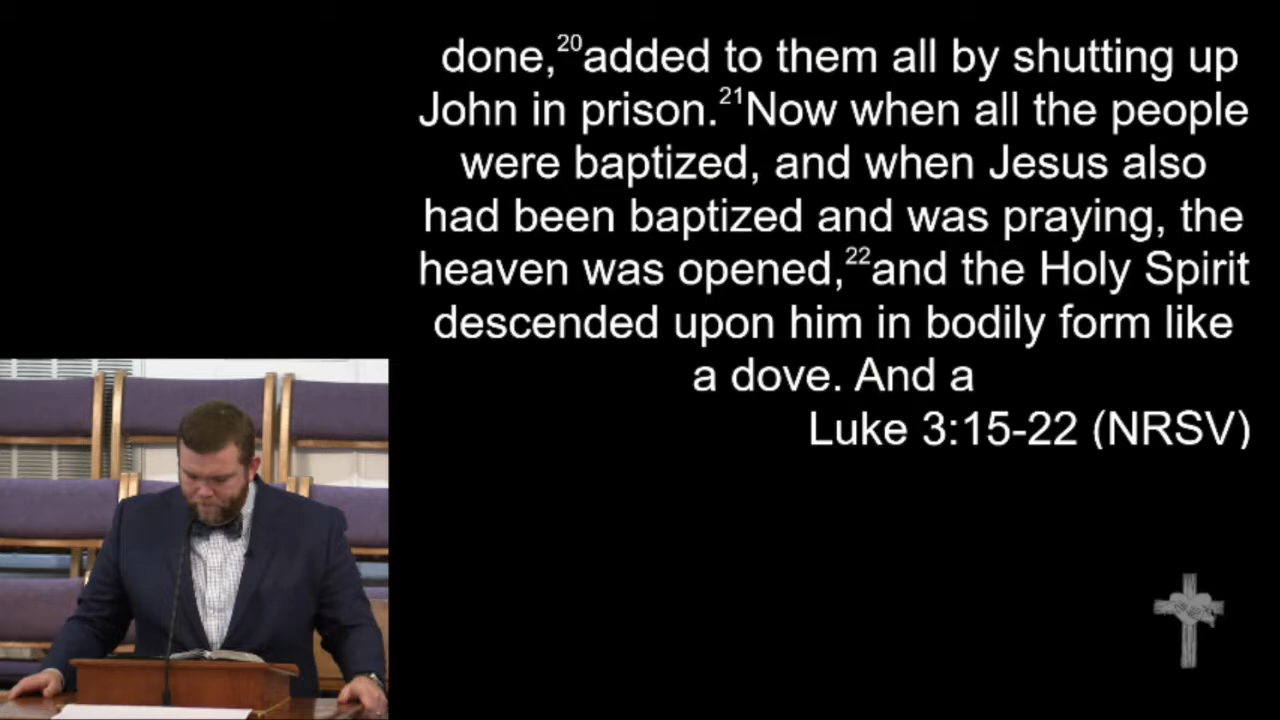 done,20added to them all by shutting up
John in prison.21Now when all the people
were baptized, and when Jesus also
had been baptized and was praying, the
heaven was opened,22and the Holy Spirit
descended upon him in bodily form like
a dove. And a
Luke 3:15-22 (NRSV)